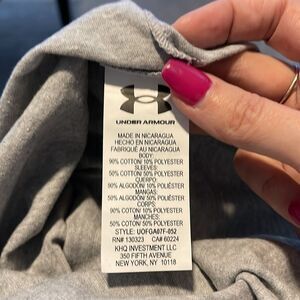 UNDER ARMOUR
MADE IN NICARAGUA
HECHO EN NICARAGUA
FABRIQUÉ AU NICARAGUA
BODY:
90% COTTON/ 10% POLYESTER
SLEEVES:
50% COTTON/ 50% POLYESTER
CUERPO:
90% ALGODÓN/ 10% POLIÉSTER
MANGAS:
50% ALGODÓN/ 50% POLIÉSTER
CORPS:
90% COTON/ 10% POLYESTER
MANCHES:
50% COTON/ 50% POLYESTER
STYLE: UOFGA07F-052
RN# 130323 CA# 60224
KHQ INVESTMENT LLC
350 FIFTH AVENUE
NEW YORK, NY 10118